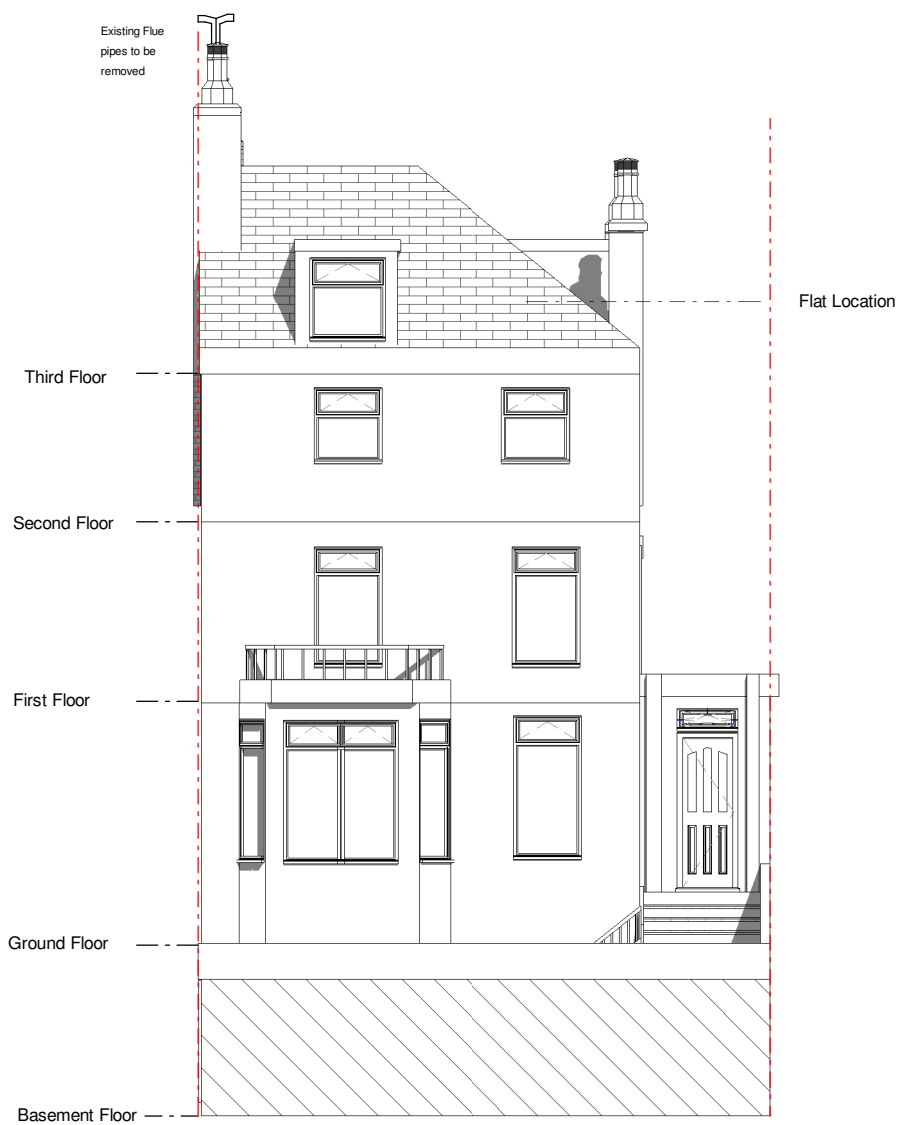 Existing Flue
pipes to be
removed
Flat Location
Third Floor
Second Floor
First Floor
Ground Floor
Basement Floor